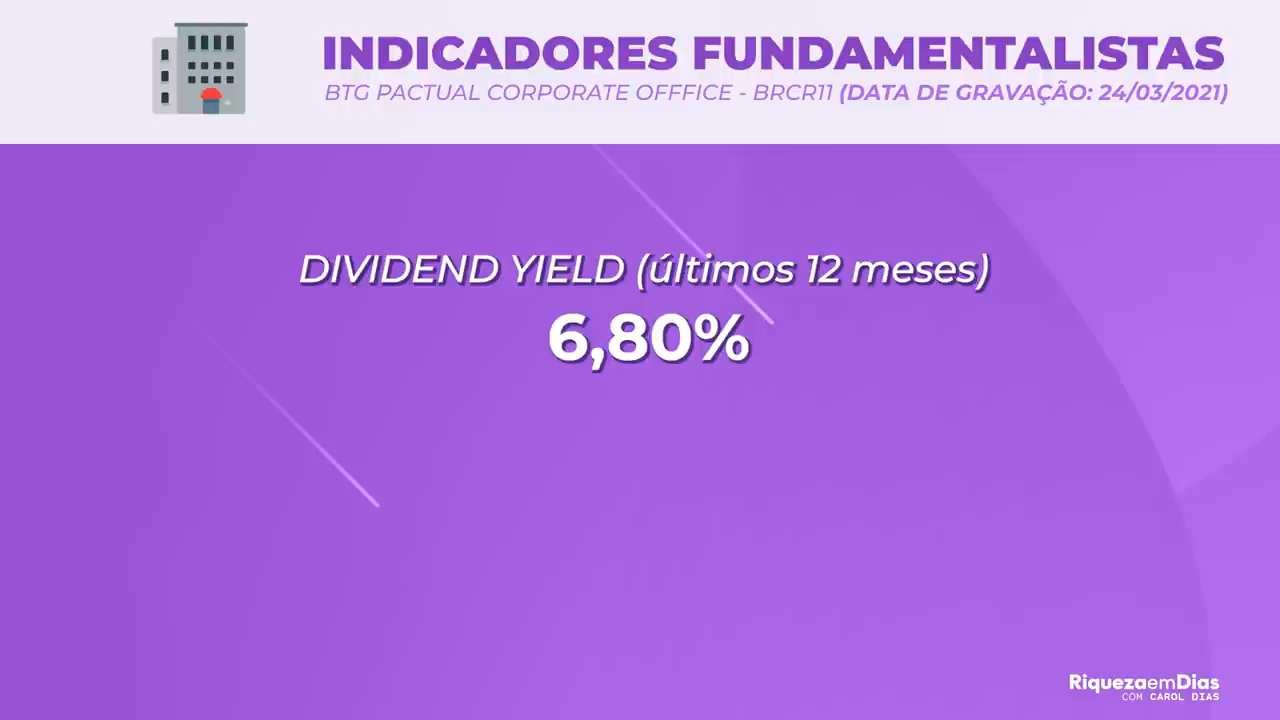 INDICADORES FUNDAMENTALISTAS
BTG PACTUAL CORPORATE OFFFICE - BRCR11 (DATA DE GRAVAÇÃO: 24/03/2021)
DIVIDEND YIELD (últimos 12 meses)
6,80%
RiquezaemDias
COM CAROL DIAS